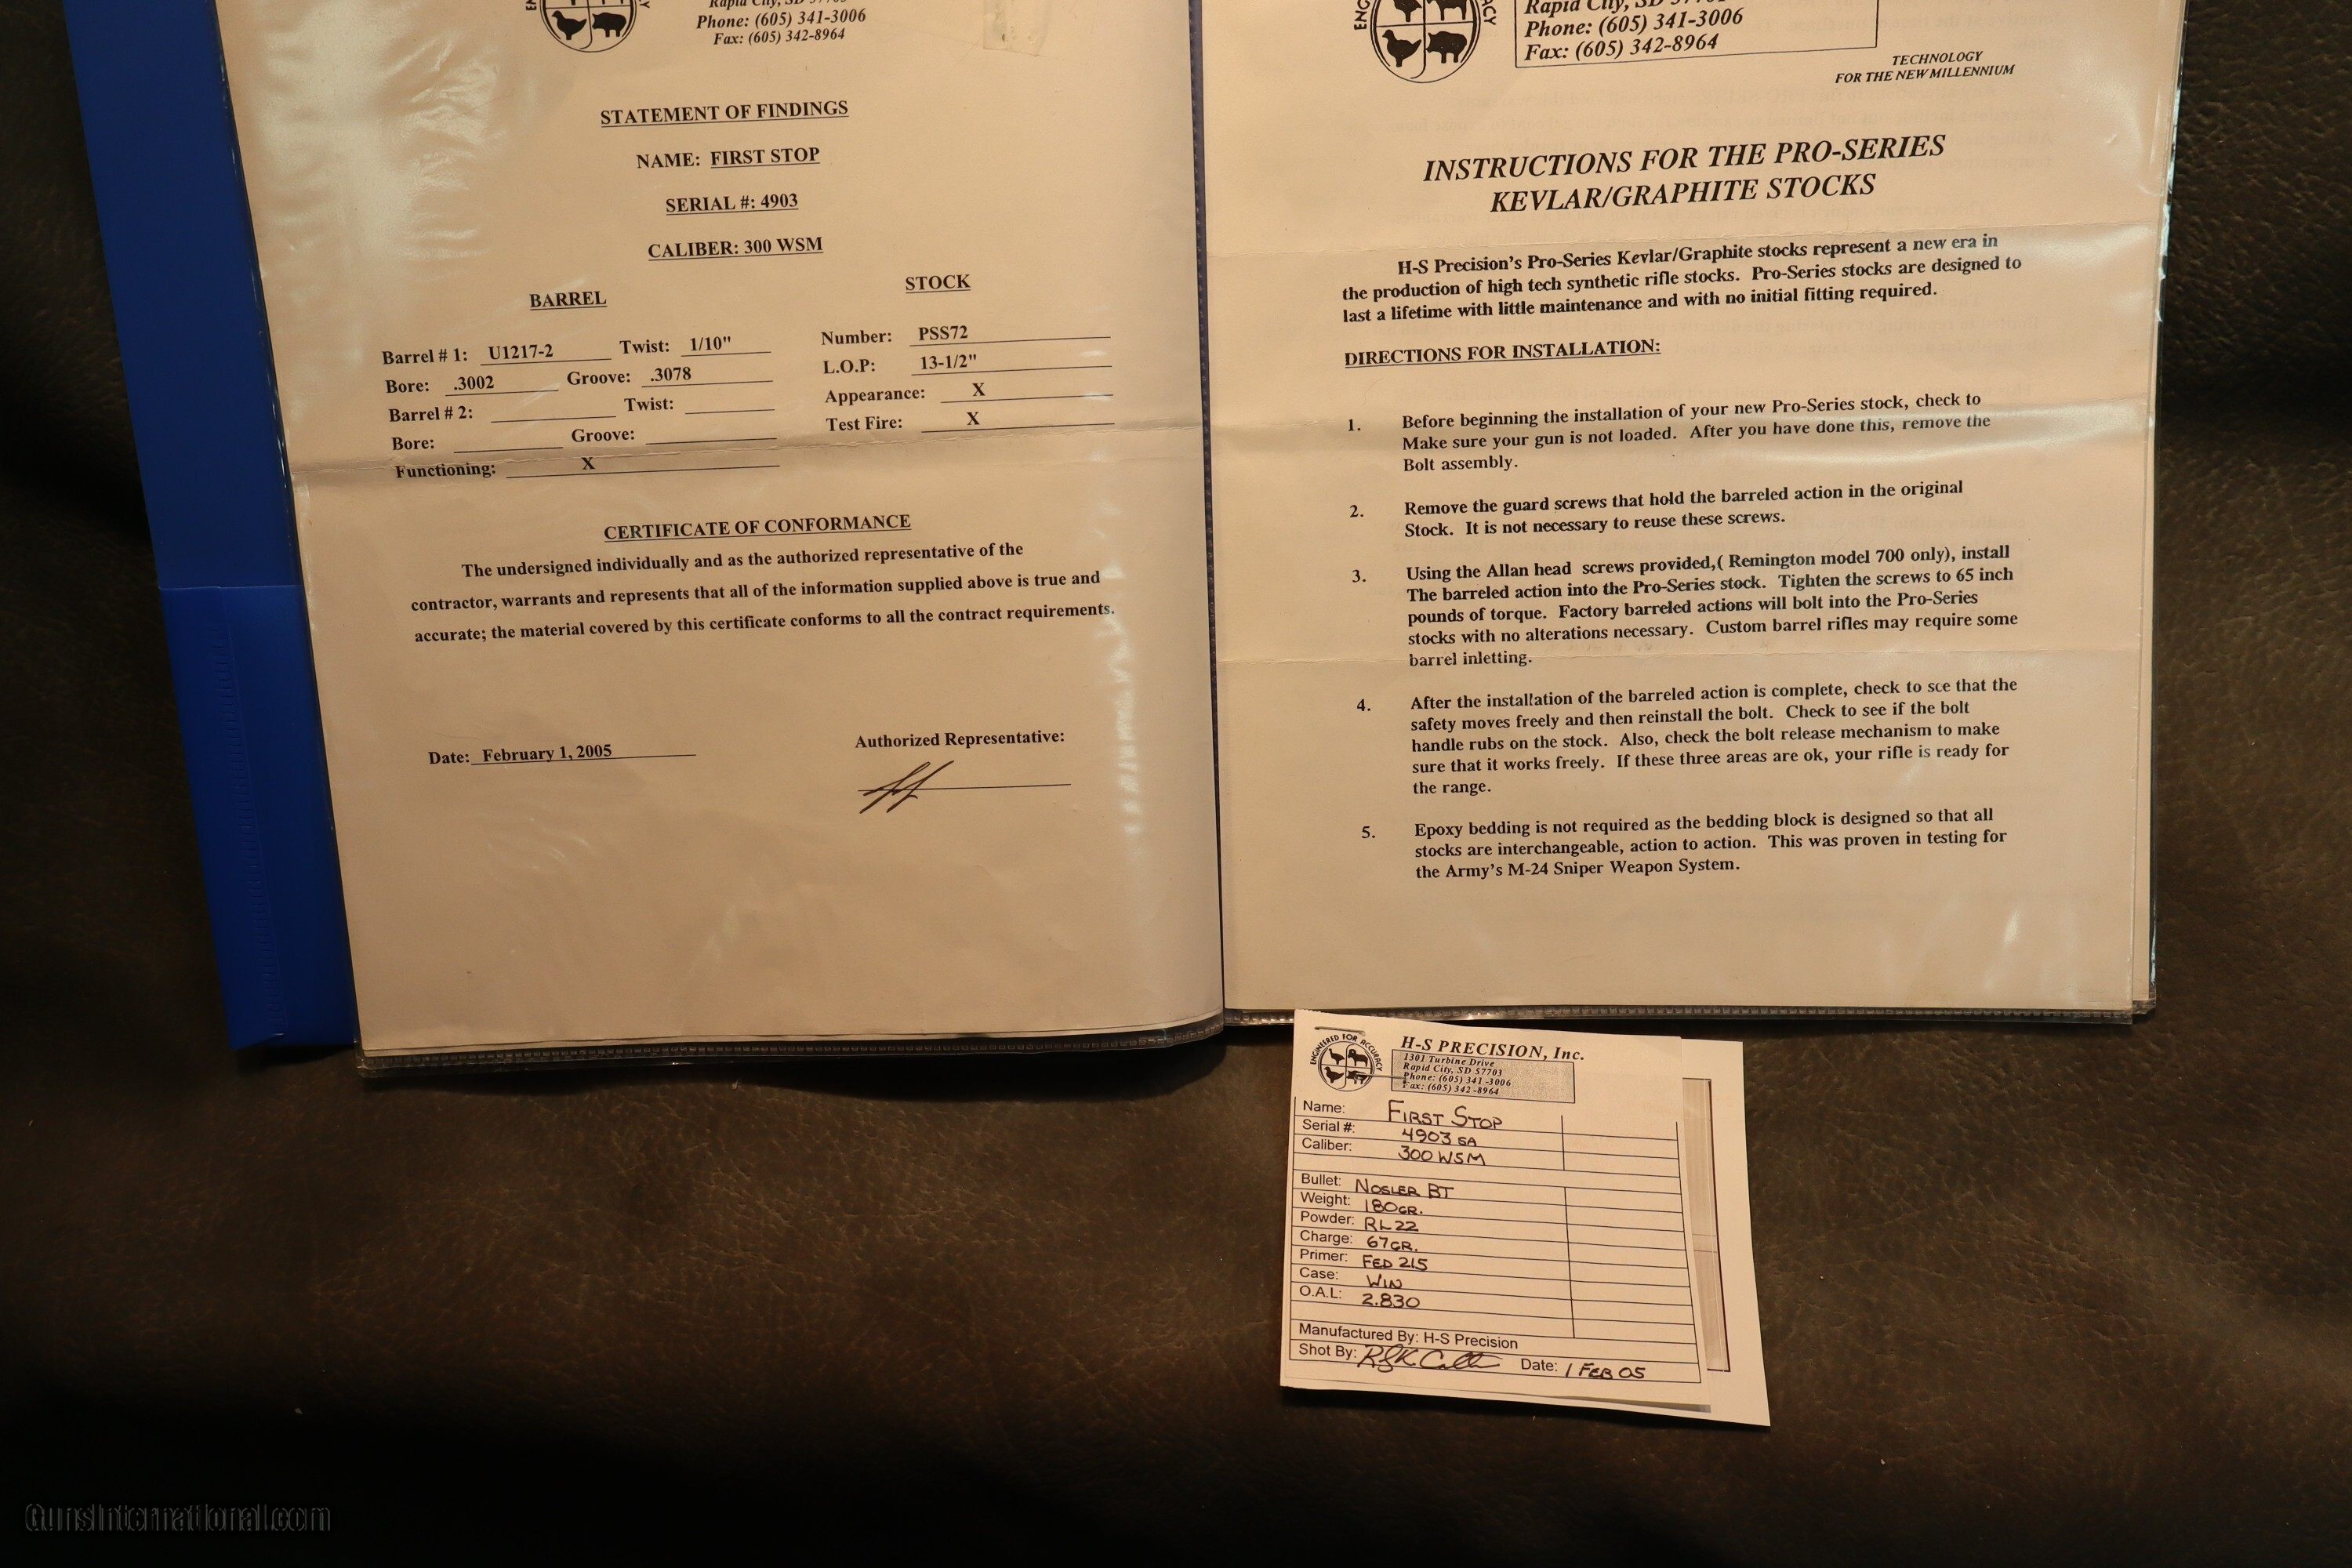 Rapid City, SD 57703
Phone: (605) 341-3006
Fax: (605) 342-8964
STATEMENT OF FINDINGS
NAME: FIRST STOP
SERIAL #: 4903
CALIBER: 300 WSM
BARREL
Barrel # 1: U1217-2 Twist: 1/10"
Bore: .3002 Groove: .3078
Barrel # 2: Twist:
Bore: Groove:
Functioning: X
STOCK
Number: PSS72
L.O.P: 13-1/2"
Appearance: X
Test Fire: X
CERTIFICATE OF CONFORMANCE
The undersigned individually and as the authorized representative of the
contractor, warrants and represents that all of the information supplied above is true and
accurate; the material covered by this certificate conforms to all the contract requirements.
Date: February 1, 2005
Authorized Representative:
Rapid City, SD 57703
Phone: (605) 341-3006
Fax: (605) 342-8964
TECHNOLOGY
FOR THE NEW MILLENNIUM
INSTRUCTIONS FOR THE PRO-SERIES
KEVLAR/GRAPHITE STOCKS
H-S Precision's Pro-Series Kevlar/Graphite stocks represent a new era in
the production of high tech synthetic rifle stocks. Pro-Series stocks are designed to
last a lifetime with little maintenance and with no initial fitting required.
DIRECTIONS FOR INSTALLATION:
1. Before beginning the installation of your new Pro-Series stock, check to
Make sure your gun is not loaded. After you have done this, remove the
Bolt assembly.
2. Remove the guard screws that hold the barreled action in the original
Stock. It is not necessary to reuse these screws.
3. Using the Allan head screws provided,( Remington model 700 only), install
The barreled action into the Pro-Series stock. Tighten the screws to 65 inch
pounds of torque. Factory barreled actions will bolt into the Pro-Series
stocks with no alterations necessary. Custom barrel rifles may require some
barrel inletting.
4. After the installation of the barreled action is complete, check to see that the
safety moves freely and then reinstall the bolt. Check to see if the bolt
handle rubs on the stock. Also, check the bolt release mechanism to make
sure that it works freely. If these three areas are ok, your rifle is ready for
the range.
5. Epoxy bedding is not required as the bedding block is designed so that all
stocks are interchangeable, action to action. This was proven in testing for
the Army's M-24 Sniper Weapon System.
ENGINEERED FOR ACCURACY
H-S PRECISION, Inc.
1301 Turbine Drive
Rapid City, SD 57703
Phone: (605) 341-3006
Fax: (605) 342-8964
Name: FIRST STOP
Serial #: 4903 SA
Caliber: 300 WSM
Bullet: NOSLER BT
Weight: 180GR.
Powder: RL22
Charge: 67GR.
Primer: FED 215
Case: WIN
O.A.L: 2.830
Manufactured By: H-S Precision
Shot By: Date: 1 FEB 05
GunsInternational.com